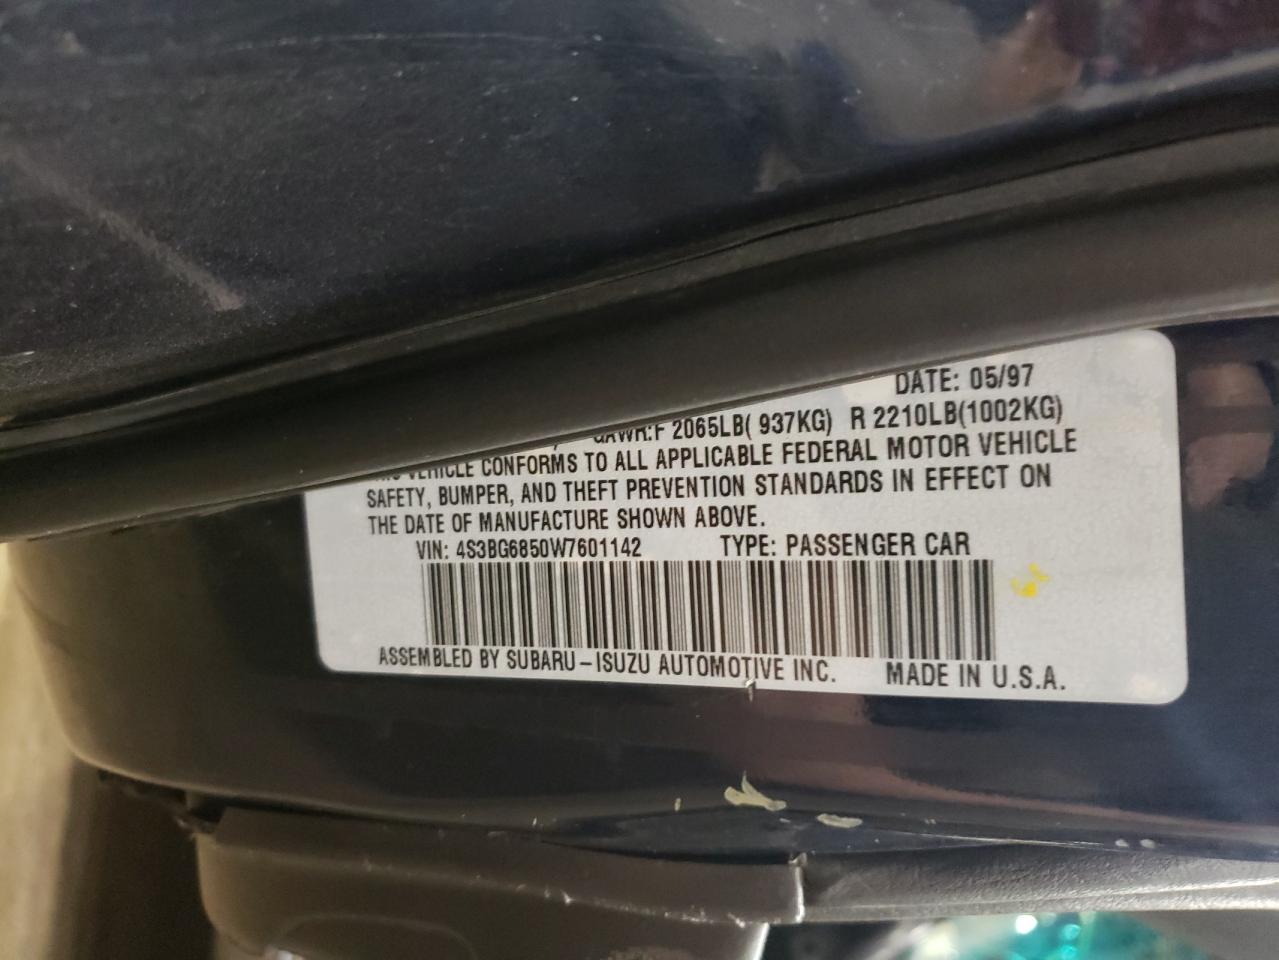 DATE: 05/97
GAWR:F 2065LB( 937KG) R 2210LB(1002KG)
VEHICLE CONFORMS TO ALL APPLICABLE FEDERAL MOTOR VEHICLE
SAFETY, BUMPER, AND THEFT PREVENTION STANDARDS IN EFFECT ON
THE DATE OF MANUFACTURE SHOWN ABOVE.
VIN: 4S3BG6850W7601142 TYPE: PASSENGER CAR
ASSEMBLED BY SUBARU-ISUZU AUTOMOTIVE INC. MADE IN U.S.A.